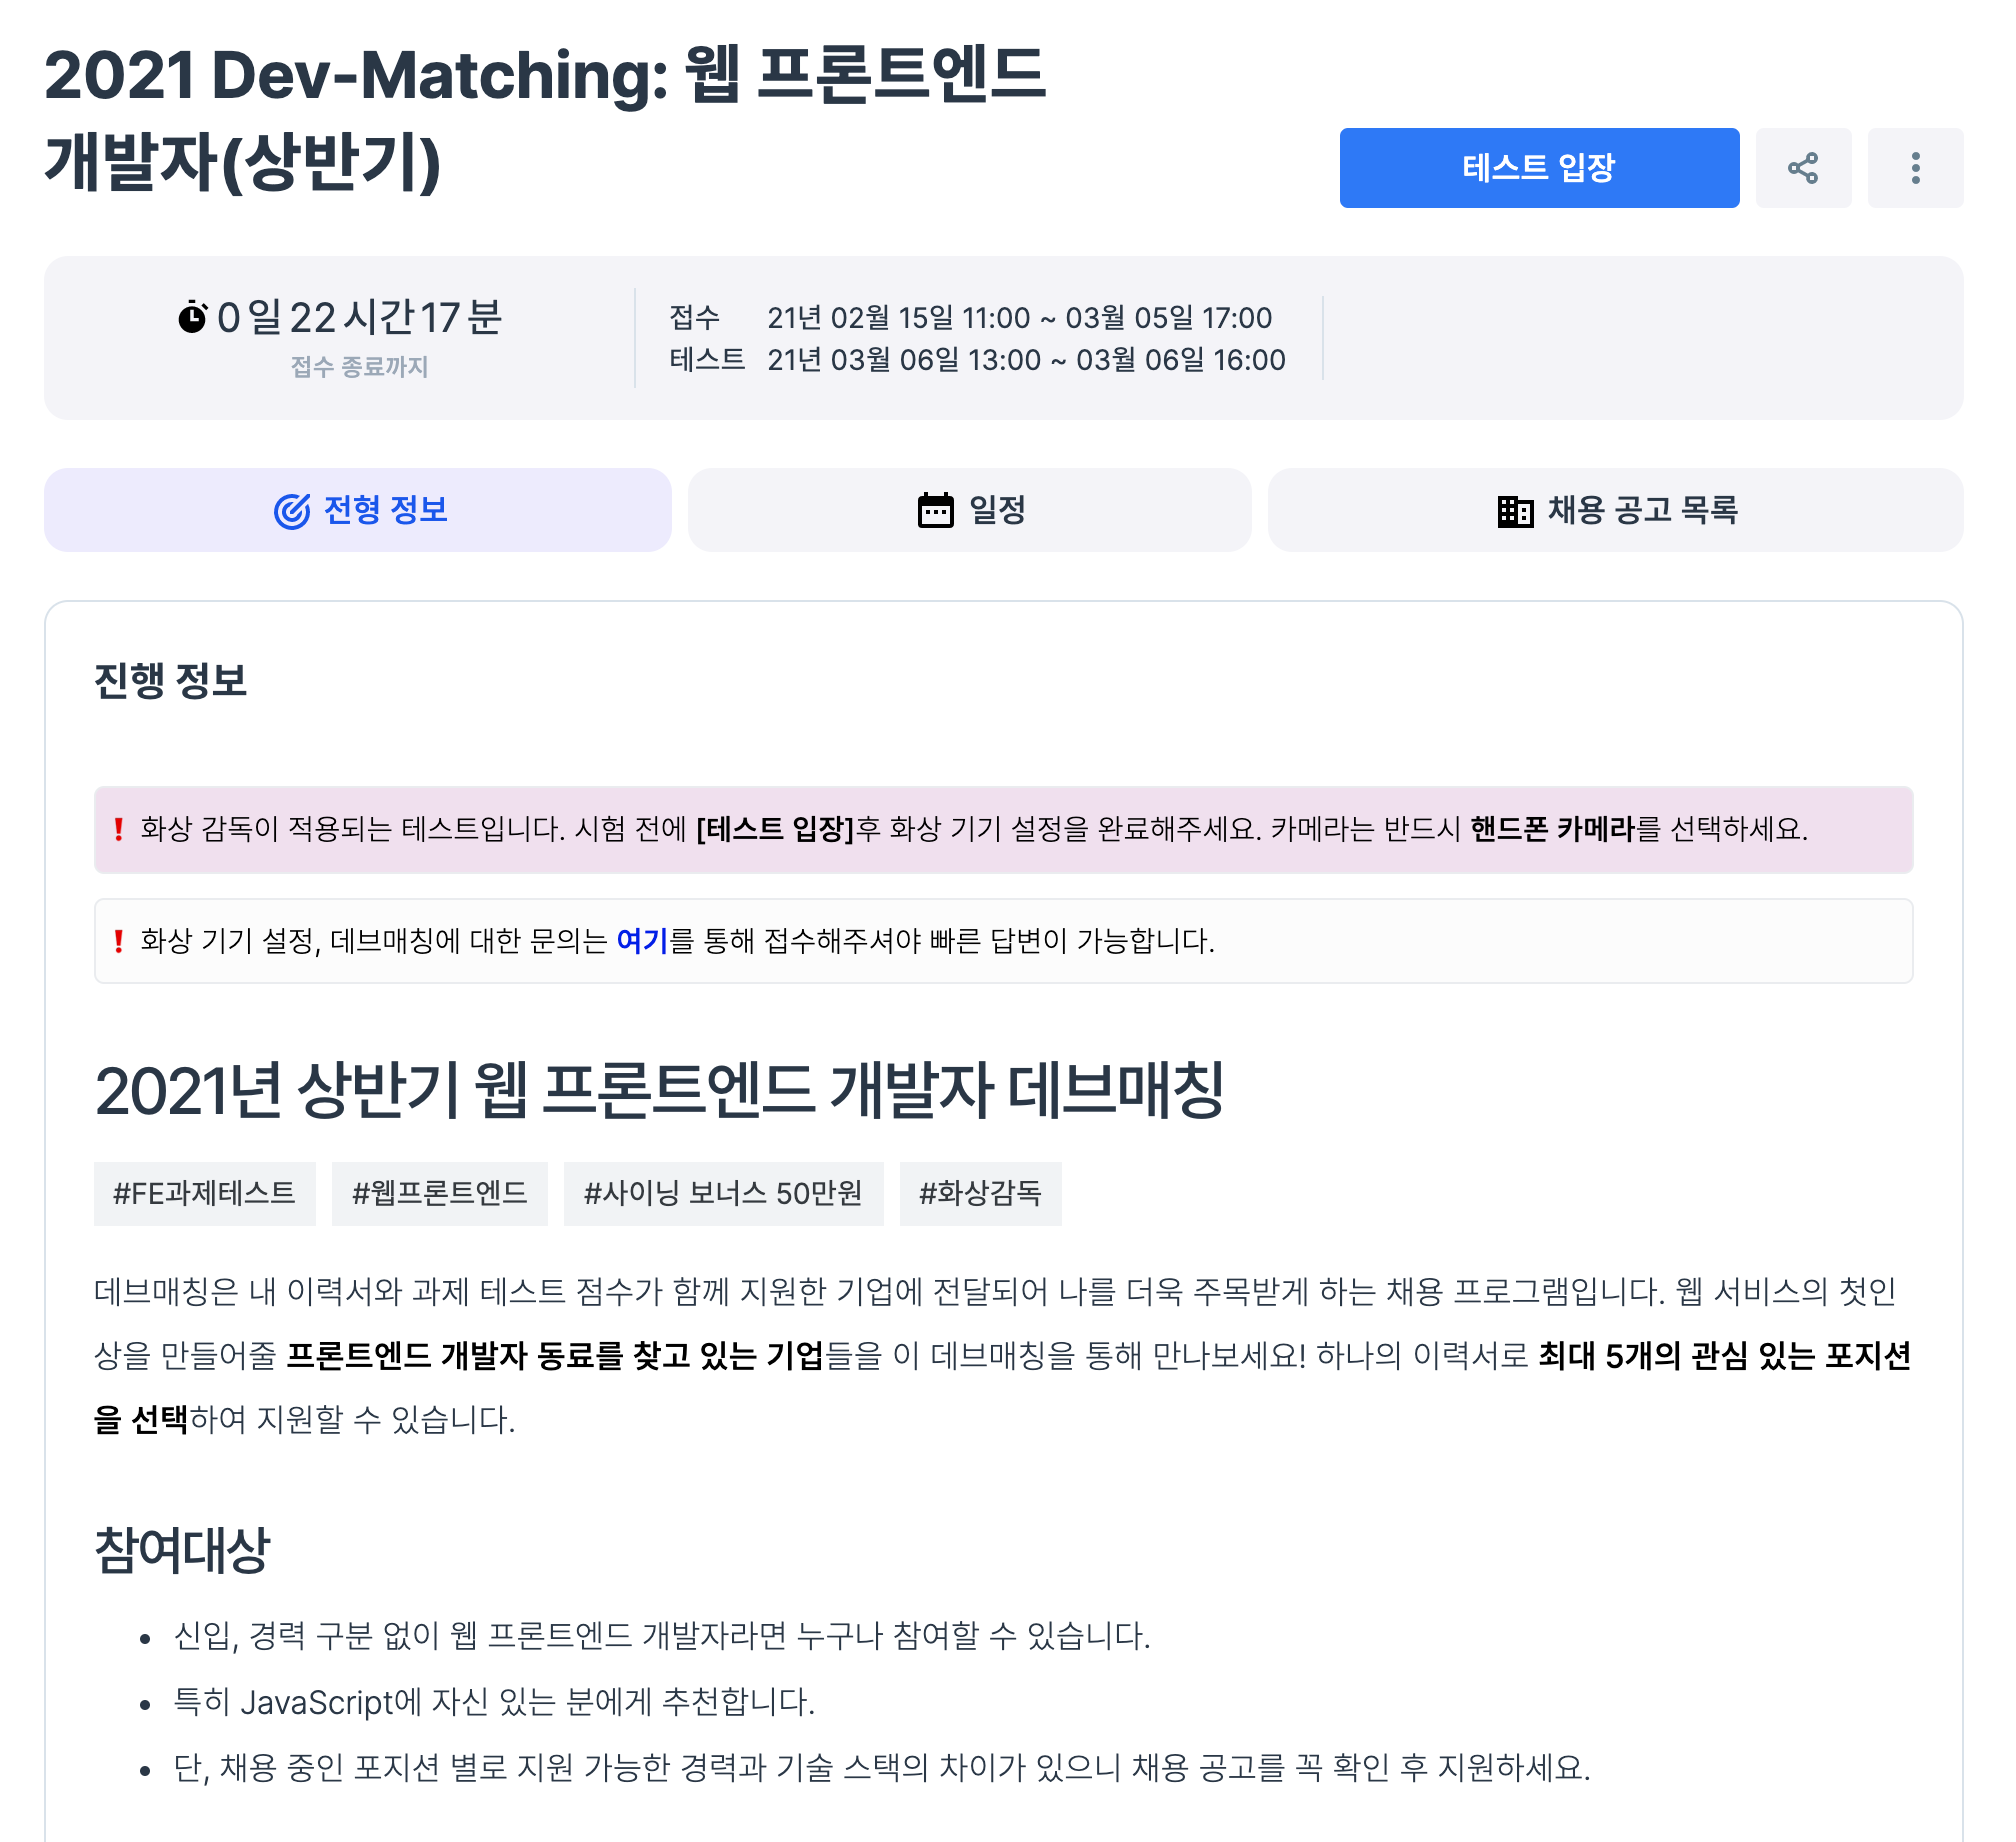 2021 Dev-Matching: 웹 프론트엔드
개발자(상반기)
테스트 입장
0일 22시간 17분
접수 종료까지
접수 21년 02월 15일 11:00 ~ 03월 05일 17:00
테스트 21년 03월 06일 13:00 ~ 03월 06일 16:00
전형 정보
일정
채용 공고 목록
진행 정보
❗ 화상 감독이 적용되는 테스트입니다. 시험 전에 [테스트 입장]후 화상 기기 설정을 완료해주세요. 카메라는 반드시 핸드폰 카메라를 선택하세요.
❗ 화상 기기 설정, 데브매칭에 대한 문의는 여기를 통해 접수해주셔야 빠른 답변이 가능합니다.
2021년 상반기 웹 프론트엔드 개발자 데브매칭
#FE과제테스트 #웹프론트엔드 #사이닝 보너스 50만원 #화상감독
데브매칭은 내 이력서와 과제 테스트 점수가 함께 지원한 기업에 전달되어 나를 더욱 주목받게 하는 채용 프로그램입니다. 웹 서비스의 첫인
상을 만들어줄 프론트엔드 개발자 동료를 찾고 있는 기업들을 이 데브매칭을 통해 만나보세요! 하나의 이력서로 최대 5개의 관심 있는 포지션
을 선택하여 지원할 수 있습니다.
참여대상
• 신입, 경력 구분 없이 웹 프론트엔드 개발자라면 누구나 참여할 수 있습니다.
• 특히 JavaScript에 자신 있는 분에게 추천합니다.
• 단, 채용 중인 포지션 별로 지원 가능한 경력과 기술 스택의 차이가 있으니 채용 공고를 꼭 확인 후 지원하세요.